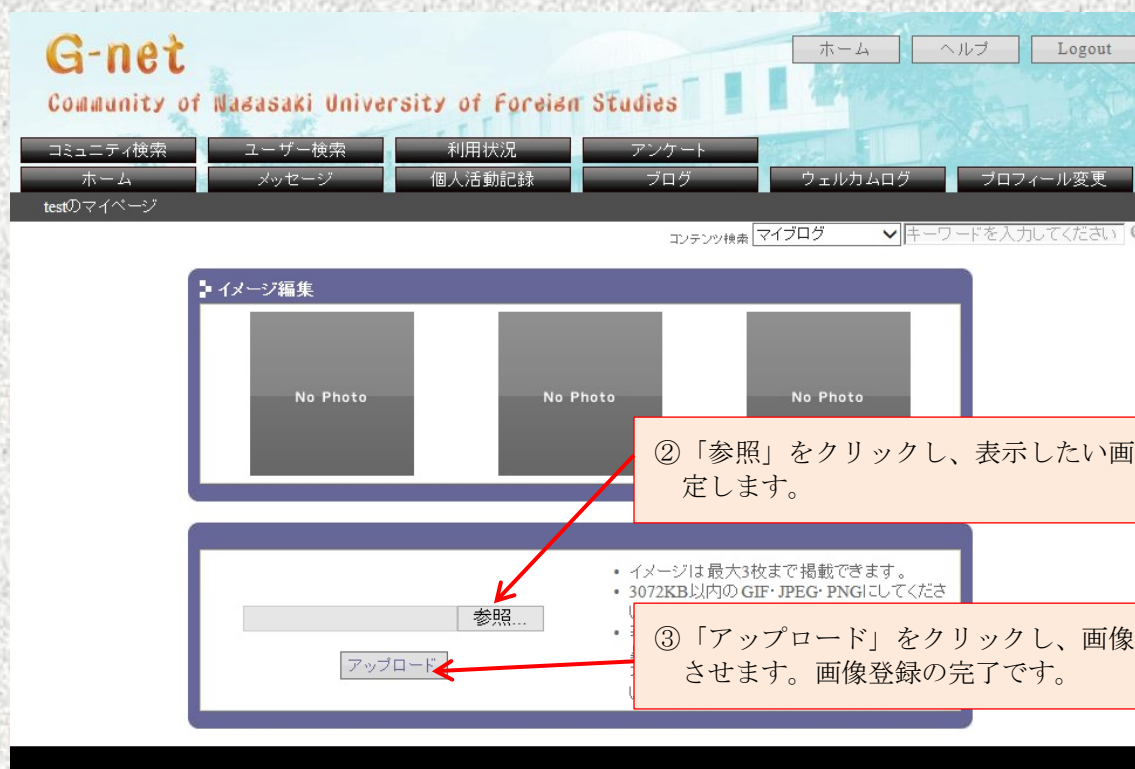 G-net
ホーム ヘルプ Logout
Community of Nagasaki University of Foreign Studies
コミュニティ検索 ユーザー検索 利用状況 アンケート
ホーム メッセージ 個人活動記録 ブログ ウェルカムログ プロフィール変更
testのマイページ
コンテンツ検索 マイブログ キーワードを入力してください
イメージ編集
No Photo No Photo No Photo
②「参照」をクリックし、表示したい画
定します。
• イメージは最大3枚まで掲載できます。
• 3072KB以内のGIF･JPEG･PNGにしてくださ
参照...
③「アップロード」をクリックし、画像
させます。画像登録の完了です。
アップロード